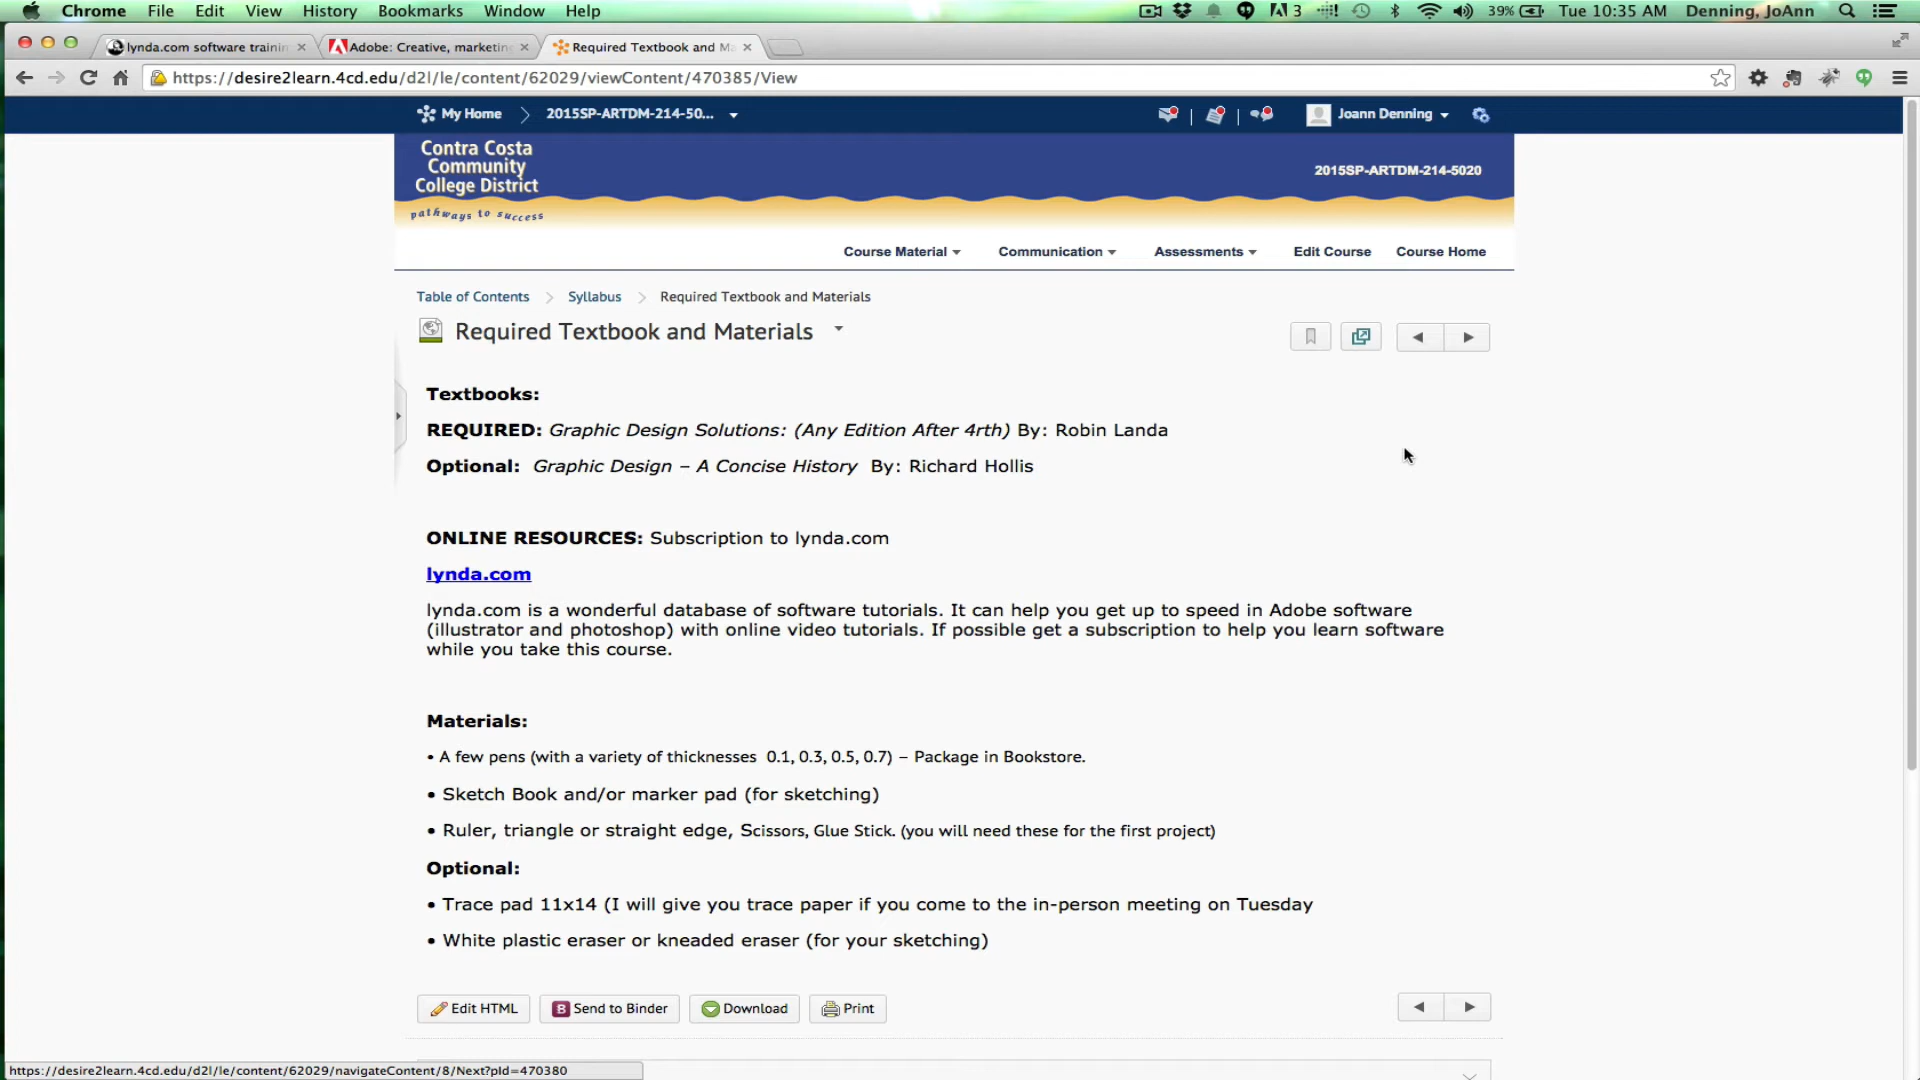 Chrome File Edit View History Bookmarks Window Help 3 39% Tue 10:35 AM Denning, JoAnn
lynda.com software trainin Adobe: Creative, marketin Required Textbook and Ma
https://desire2learn.4cd.edu/d2l/le/content/62029/viewContent/470385/View
My Home 2015SP-ARTDM-214-50... Joann Denning
Contra Costa
Community
College District
pathways to success
2015SP-ARTDM-214-5020
Course Material Communication Assessments Edit Course Course Home
Table of Contents Syllabus Required Textbook and Materials
Required Textbook and Materials
Textbooks:
REQUIRED: Graphic Design Solutions: (Any Edition After 4rth) By: Robin Landa
Optional: Graphic Design – A Concise History By: Richard Hollis
ONLINE RESOURCES: Subscription to lynda.com
lynda.com
lynda.com is a wonderful database of software tutorials. It can help you get up to speed in Adobe software
(illustrator and photoshop) with online video tutorials. If possible get a subscription to help you learn software
while you take this course.
Materials:
• A few pens (with a variety of thicknesses 0.1, 0.3, 0.5, 0.7) – Package in Bookstore.
• Sketch Book and/or marker pad (for sketching)
• Ruler, triangle or straight edge, Scissors, Glue Stick. (you will need these for the first project)
Optional:
• Trace pad 11x14 (I will give you trace paper if you come to the in-person meeting on Tuesday
• White plastic eraser or kneaded eraser (for your sketching)
Edit HTML B Send to Binder Download Print
https://desire2learn.4cd.edu/d2l/le/content/62029/navigateContent/8/Next?pId=470380